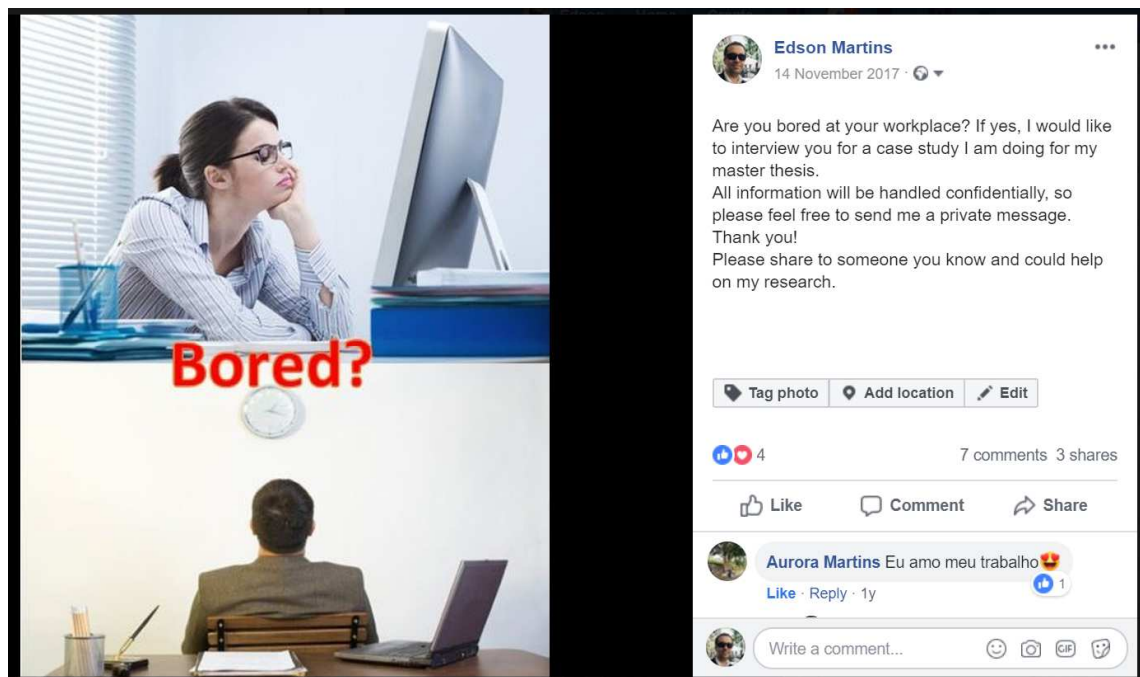 Bored?
Edson Martins
14 November 2017
Are you bored at your workplace? If yes, I would like
to interview you for a case study I am doing for my
master thesis.
All information will be handled confidentially, so
please feel free to send me a private message.
Thank you!
Please share to someone you know and could help
on my research.
Tag photo Add location Edit
4 7 comments 3 shares
Like Comment Share
Aurora Martins Eu amo meu trabalho
1
Like · Reply · 1y
Write a comment...
GIF